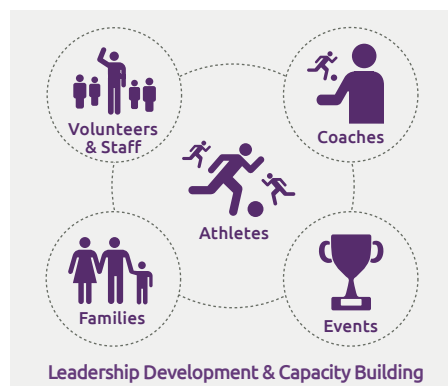 Volunteers
& Staff
Coaches
Athletes
Families
Events
Leadership Development & Capacity Building